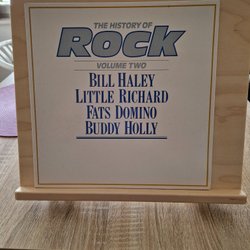 THE HISTORY OF
Rock
VOLUME TWO
BILL HALEY
LITTLE RICHARD
FATS DOMINO
BUDDY HOLLY